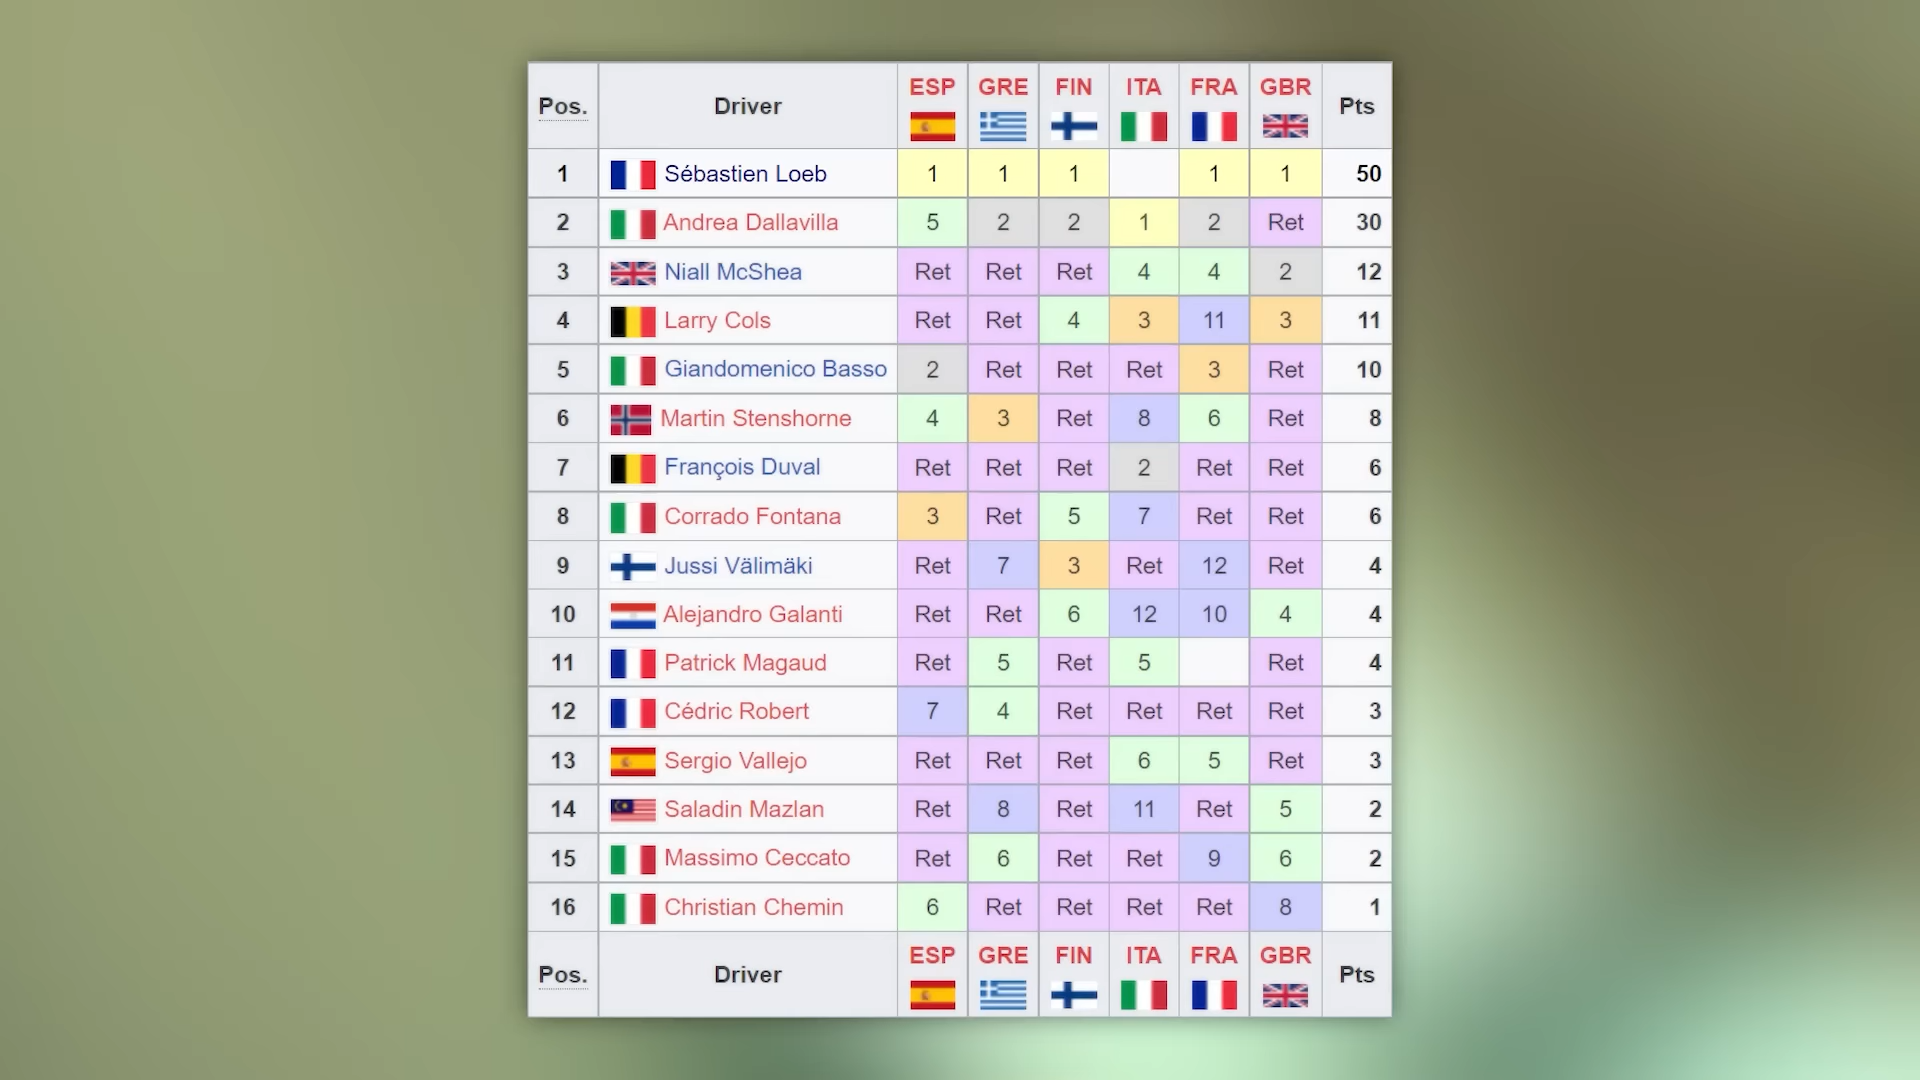 Pos. Driver ESP GRE FIN ITA FRA GBR Pts
1 Sébastien Loeb 1 1 1 1 1 50
2 Andrea Dallavilla 5 2 2 1 2 Ret 30
3 Niall McShea Ret Ret Ret 4 4 2 12
4 Larry Cols Ret Ret 4 3 11 3 11
5 Giandomenico Basso 2 Ret Ret Ret 3 Ret 10
6 Martin Stenshorne 4 3 Ret 8 6 Ret 8
7 François Duval Ret Ret Ret 2 Ret Ret 6
8 Corrado Fontana 3 Ret 5 7 Ret Ret 6
9 Jussi Välimäki Ret 7 3 Ret 12 Ret 4
10 Alejandro Galanti Ret Ret 6 12 10 4 4
11 Patrick Magaud Ret 5 Ret 5 Ret 4
12 Cédric Robert 7 4 Ret Ret Ret Ret 3
13 Sergio Vallejo Ret Ret Ret 6 5 Ret 3
14 Saladin Mazlan Ret 8 Ret 11 Ret 5 2
15 Massimo Ceccato Ret 6 Ret Ret 9 6 2
16 Christian Chemin 6 Ret Ret Ret Ret 8 1
Pos. Driver ESP GRE FIN ITA FRA GBR Pts